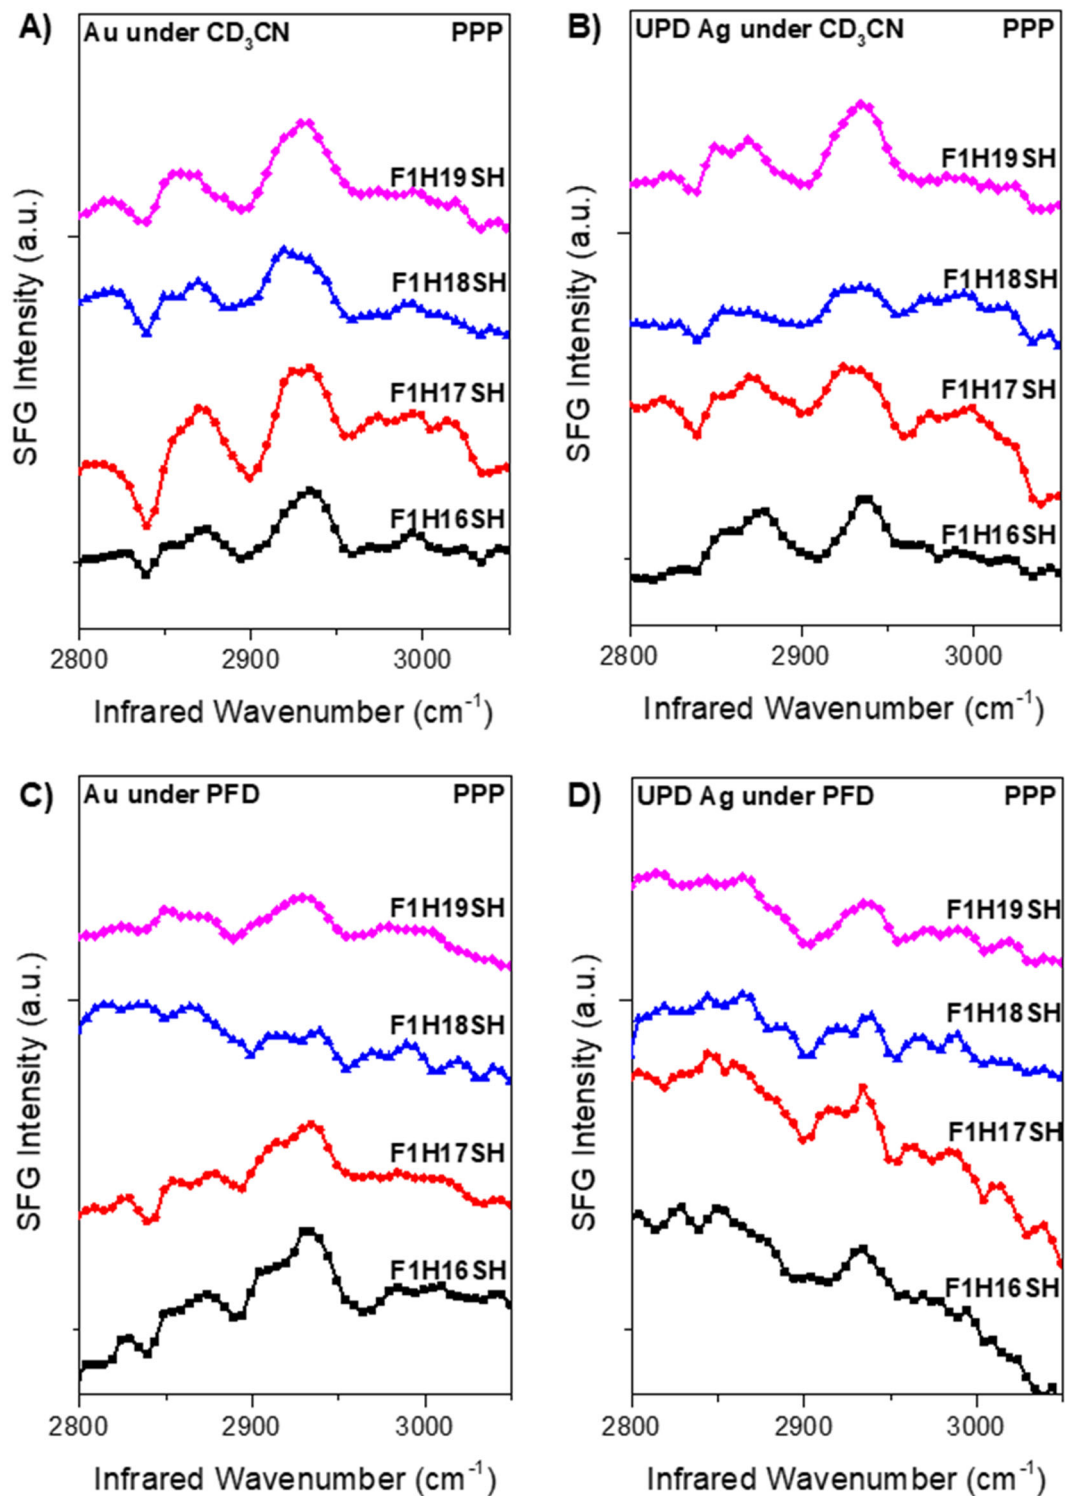 A)
Au under CD3CN PPP
F1H19SH
F1H18SH
F1H17SH
F1H16SH
SFG Intensity (a.u.)
2800 2900 3000
Infrared Wavenumber (cm-1)
B)
UPD Ag under CD3CN PPP
F1H19SH
F1H18SH
F1H17SH
F1H16SH
SFG Intensity (a.u.)
2800 2900 3000
Infrared Wavenumber (cm-1)
C)
Au under PFD PPP
F1H19SH
F1H18SH
F1H17SH
F1H16SH
SFG Intensity (a.u.)
2800 2900 3000
Infrared Wavenumber (cm-1)
D)
UPD Ag under PFD PPP
F1H19SH
F1H18SH
F1H17SH
F1H16SH
SFG Intensity (a.u.)
2800 2900 3000
Infrared Wavenumber (cm-1)